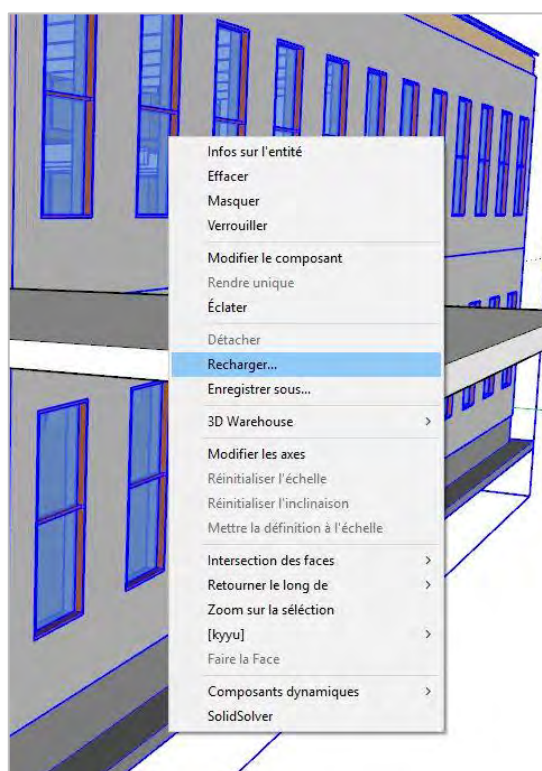 Infos sur l'entité
Effacer
Masquer
Verrouiller
Modifier le composant
Rendre unique
Éclater
Détacher
Recharger...
Enregistrer sous...
3D Warehouse
Modifier les axes
Réinitialiser l'échelle
Réinitialiser l'inclinaison
Mettre la définition à l'échelle
Intersection des faces
Retourner le long de
Zoom sur la séléction
[kyyu]
Faire la Face
Composants dynamiques
SolidSolver